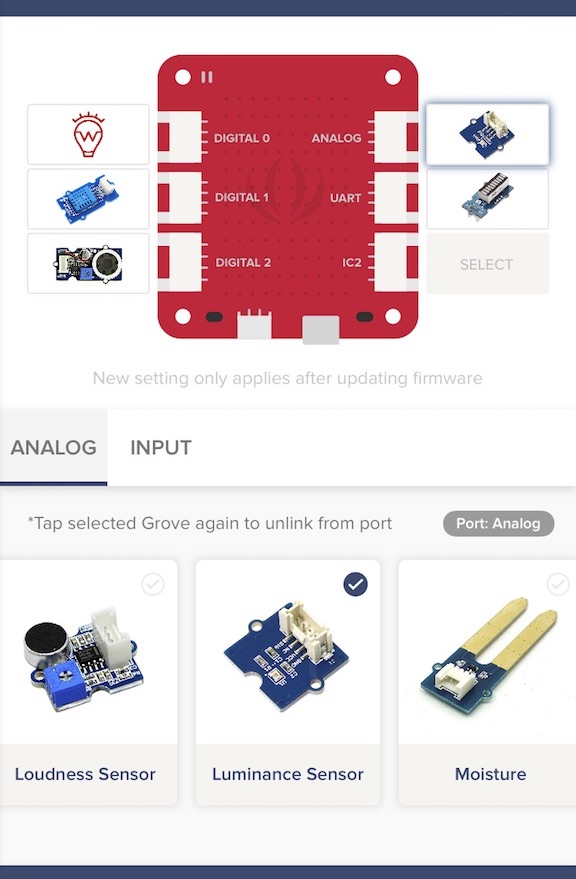 DIGITAL 0
ANALOG
DIGITAL 1
UART
DIGITAL 2
IC2
SELECT
New setting only applies after updating firmware
ANALOG
INPUT
*Tap selected Grove again to unlink from port
Port: Analog
Loudness Sensor
Luminance Sensor
Moisture